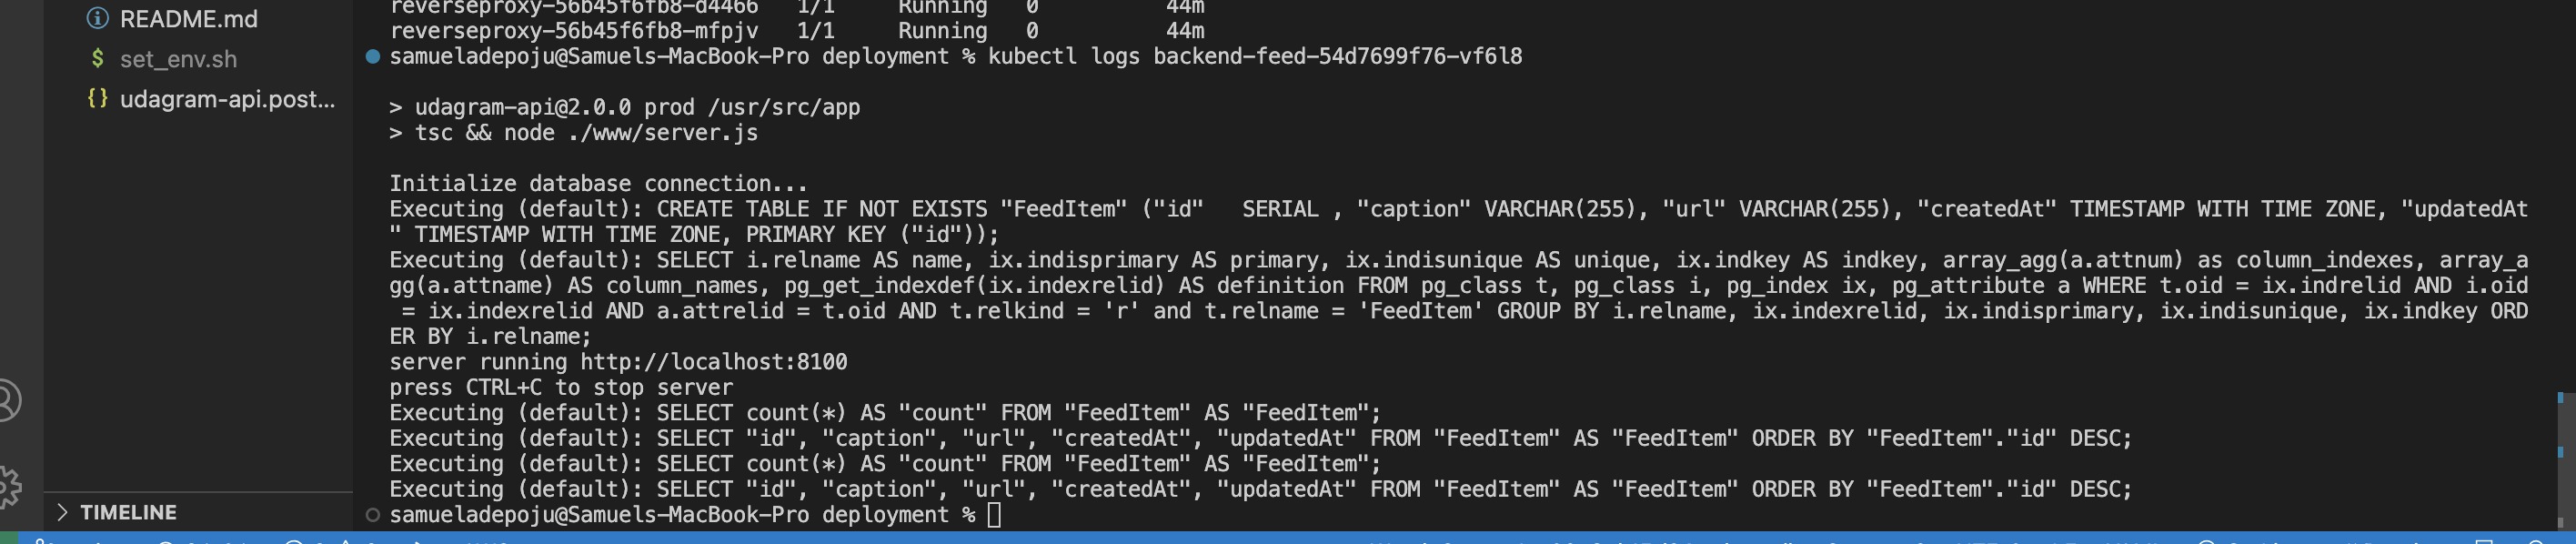 README.md
$ set_env.sh
{} udagram-api.post...
> TIMELINE
reverseproxy-56b45f6fb8-d4466   1/1     Running   0          44m
reverseproxy-56b45f6fb8-mfpjv   1/1     Running   0          44m
samueladepoju@Samuels-MacBook-Pro deployment % kubectl logs backend-feed-54d7699f76-vf6l8
> udagram-api@2.0.0 prod /usr/src/app
> tsc && node ./www/server.js
Initialize database connection...
Executing (default): CREATE TABLE IF NOT EXISTS "FeedItem" ("id"   SERIAL , "caption" VARCHAR(255), "url" VARCHAR(255), "createdAt" TIMESTAMP WITH TIME ZONE, "updatedAt
" TIMESTAMP WITH TIME ZONE, PRIMARY KEY ("id"));
Executing (default): SELECT i.relname AS name, ix.indisprimary AS primary, ix.indisunique AS unique, ix.indkey AS indkey, array_agg(a.attnum) as column_indexes, array_a
gg(a.attname) AS column_names, pg_get_indexdef(ix.indexrelid) AS definition FROM pg_class t, pg_class i, pg_index ix, pg_attribute a WHERE t.oid = ix.indrelid AND i.oid
 = ix.indexrelid AND a.attrelid = t.oid AND t.relkind = 'r' and t.relname = 'FeedItem' GROUP BY i.relname, ix.indexrelid, ix.indisprimary, ix.indisunique, ix.indkey ORD
ER BY i.relname;
server running http://localhost:8100
press CTRL+C to stop server
Executing (default): SELECT count(*) AS "count" FROM "FeedItem" AS "FeedItem";
Executing (default): SELECT "id", "caption", "url", "createdAt", "updatedAt" FROM "FeedItem" AS "FeedItem" ORDER BY "FeedItem"."id" DESC;
Executing (default): SELECT count(*) AS "count" FROM "FeedItem" AS "FeedItem";
Executing (default): SELECT "id", "caption", "url", "createdAt", "updatedAt" FROM "FeedItem" AS "FeedItem" ORDER BY "FeedItem"."id" DESC;
samueladepoju@Samuels-MacBook-Pro deployment %